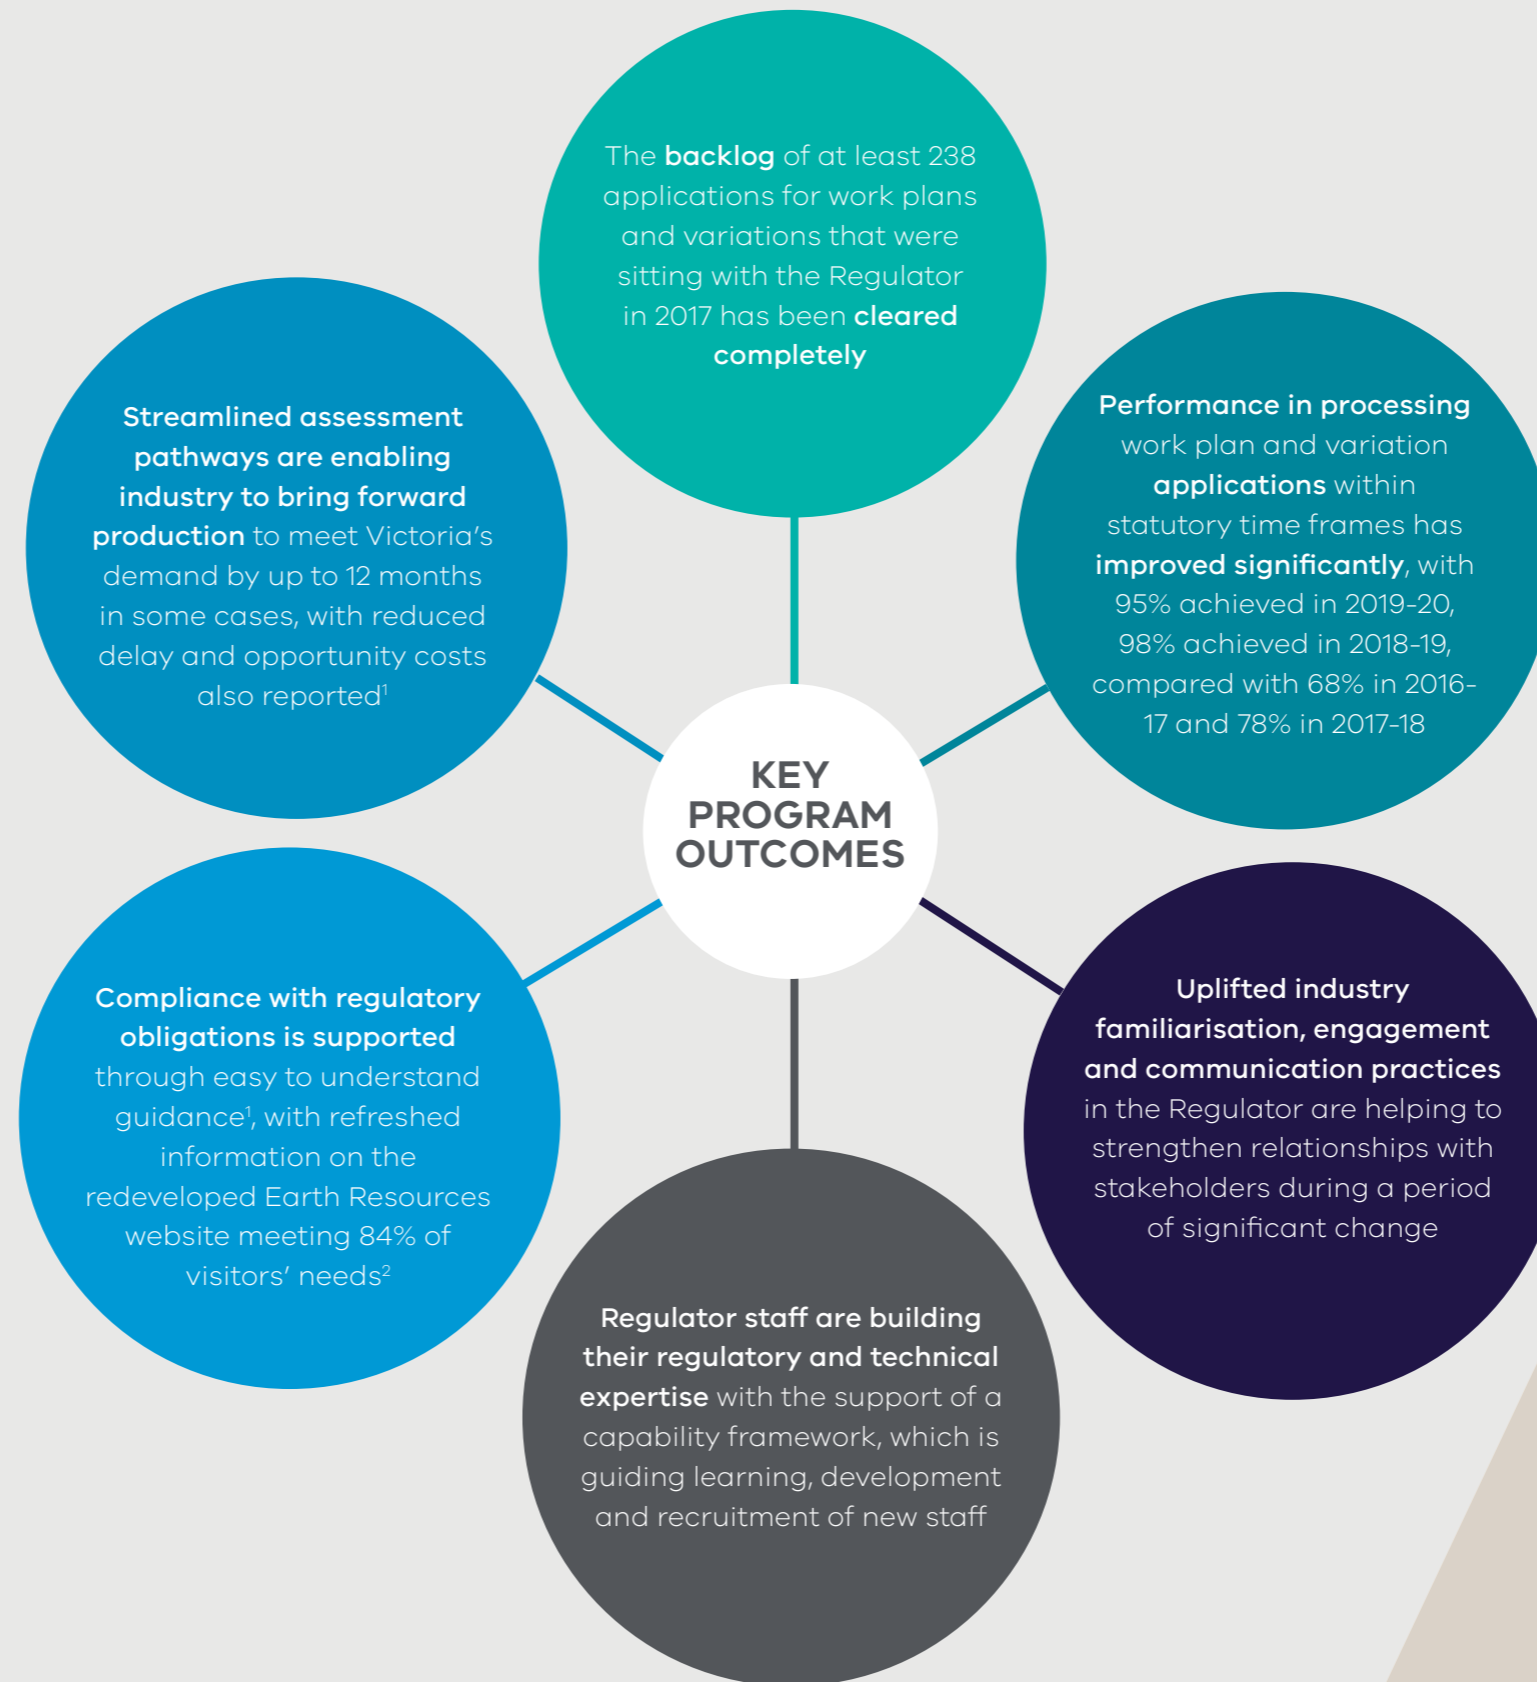 The backlog of at least 238
applications for work plans
and variations that were
sitting with the Regulator
in 2017 has been cleared
completely
Streamlined assessment
pathways are enabling
industry to bring forward
production to meet Victoria's
demand by up to 12 months
in some cases, with reduced
delay and opportunity costs
also reported¹
Performance in processing
work plan and variation
applications within
statutory time frames has
improved significantly, with
95% achieved in 2019-20,
98% achieved in 2018-19,
compared with 68% in 2016-
17 and 78% in 2017-18
KEY
PROGRAM
OUTCOMES
Compliance with regulatory
obligations is supported
through easy to understand
guidance¹, with refreshed
information on the
redeveloped Earth Resources
website meeting 84% of
visitors' needs²
Uplifted industry
familiarisation, engagement
and communication practices
in the Regulator are helping to
strengthen relationships with
stakeholders during a period
of significant change
Regulator staff are building
their regulatory and technical
expertise with the support of a
capability framework, which is
guiding learning, development
and recruitment of new staff